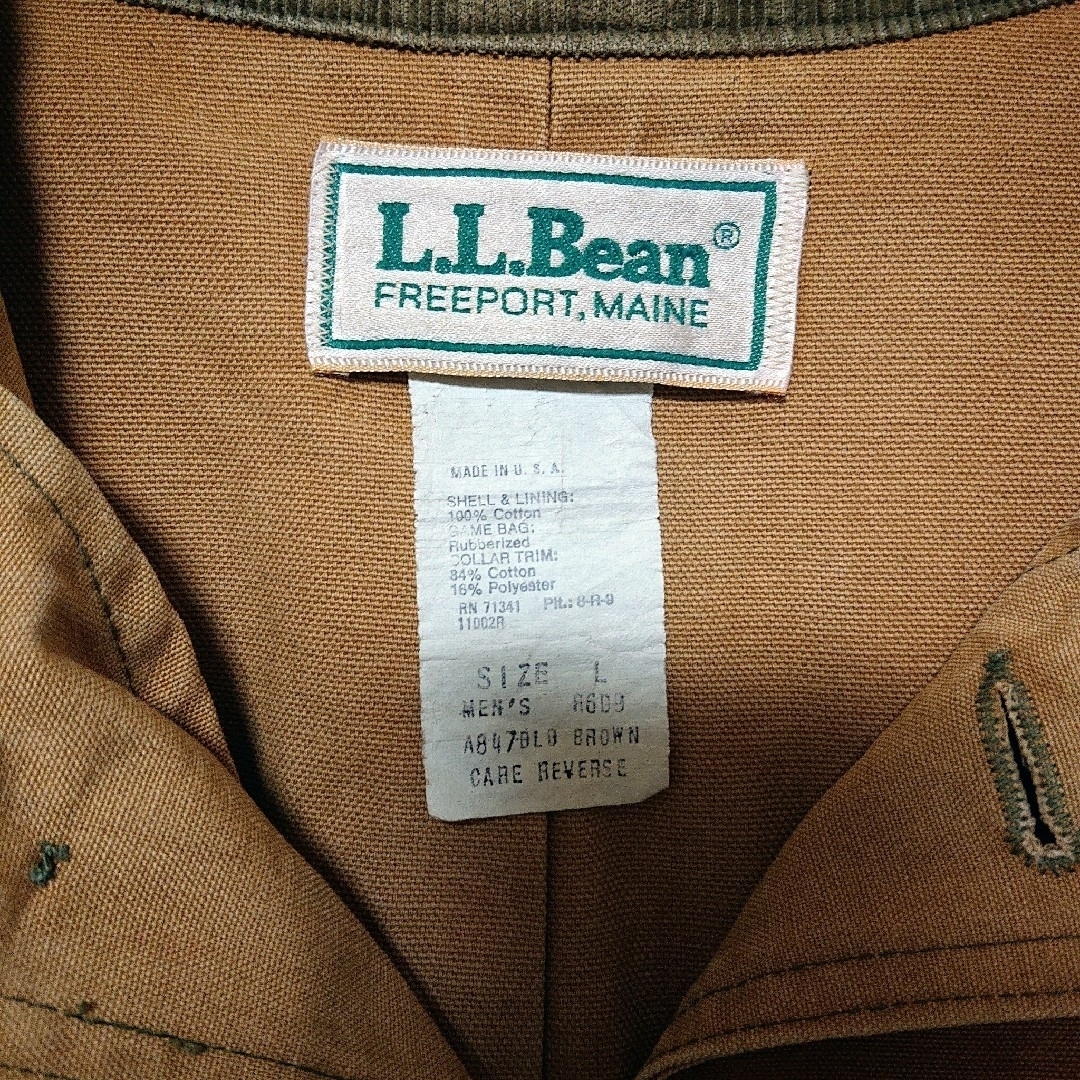 L.L.Bean®
FREEPORT, MAINE
MADE IN U. S. A.
SHELL & LINING:
100% Cotton
GAME BAG:
Rubberized
COLLAR TRIM:
84% Cotton
16% Polyester
RN 71341 Plt.: 8-R-9
11002R
SIZE L
MEN'S
BROWN
CARE REVERSE